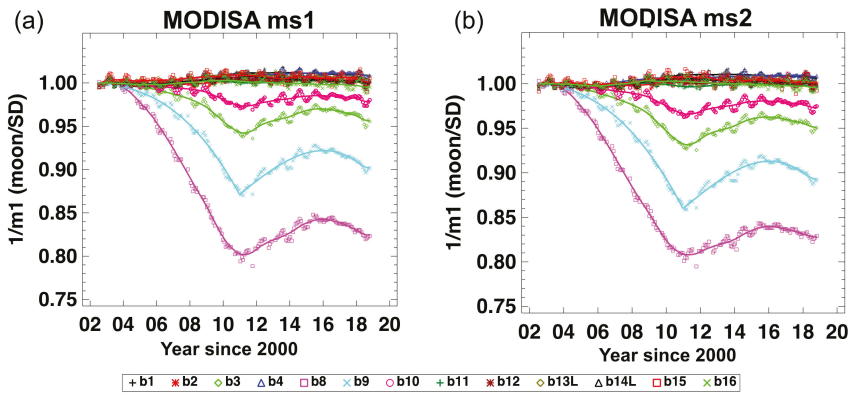 (a) MODISA ms1
1/m1 (moon/SD)
1.00
0.95
0.90
0.85
0.80
0.75
02 04 06 08 10 12 14 16 18 20
Year since 2000
(b) MODISA ms2
1/m1 (moon/SD)
1.00
0.95
0.90
0.85
0.80
0.75
02 04 06 08 10 12 14 16 18 20
Year since 2000
b1 b2 b3 b4 b8 b9 b10 b11 b12 b13L b14L b15 b16